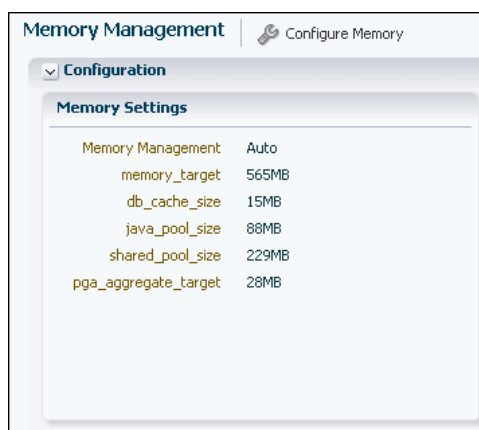 Memory Management Configure Memory
Configuration
Memory Settings
Memory Management Auto
memory_target 565MB
db_cache_size 15MB
java_pool_size 88MB
shared_pool_size 229MB
pga_aggregate_target 28MB